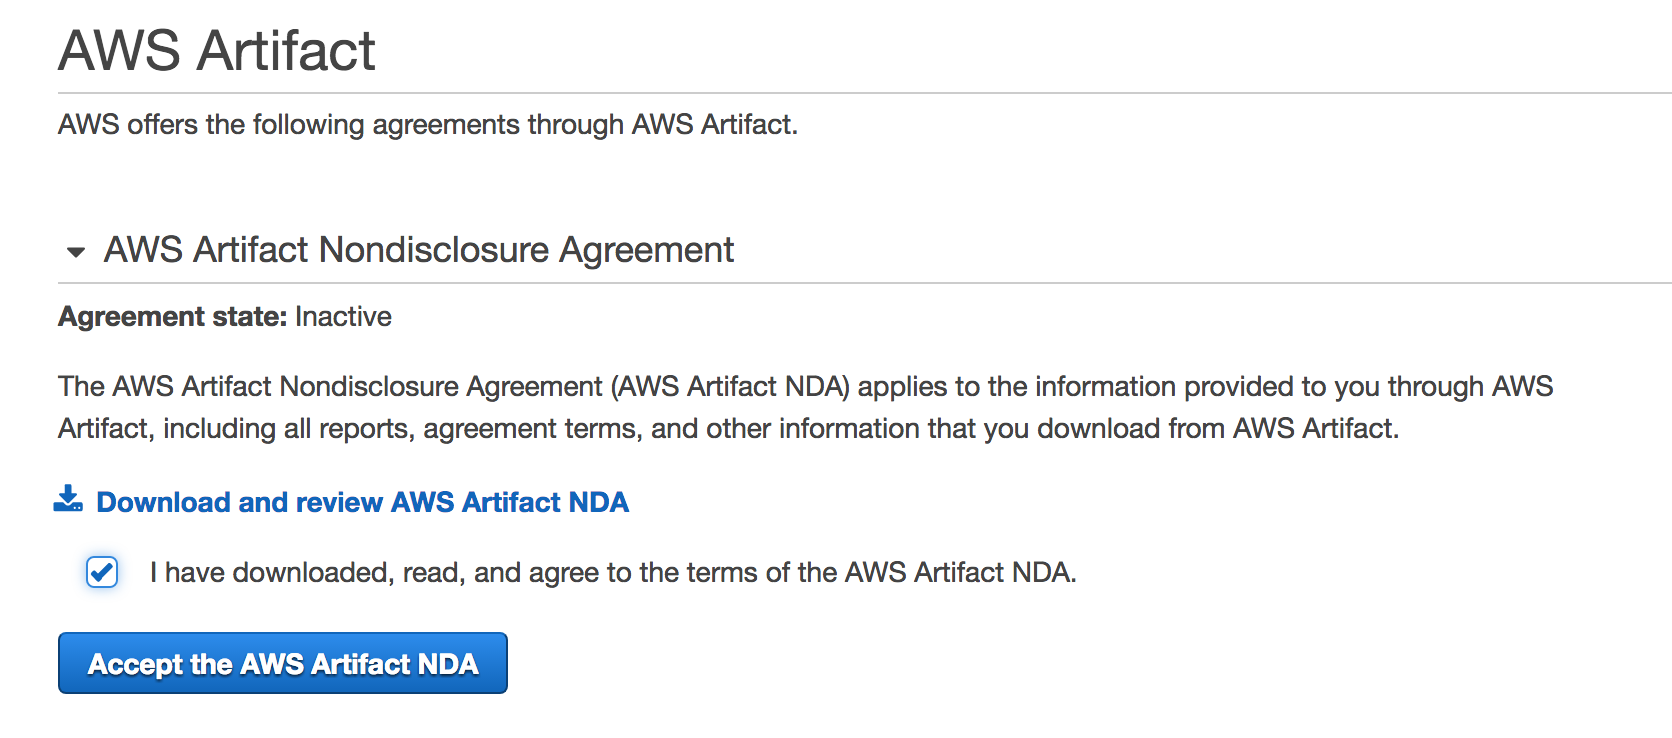 AWS Artifact
AWS offers the following agreements through AWS Artifact.
AWS Artifact Nondisclosure Agreement
Agreement state: Inactive
The AWS Artifact Nondisclosure Agreement (AWS Artifact NDA) applies to the information provided to you through AWS
Artifact, including all reports, agreement terms, and other information that you download from AWS Artifact.
Download and review AWS Artifact NDA
I have downloaded, read, and agree to the terms of the AWS Artifact NDA.
Accept the AWS Artifact NDA